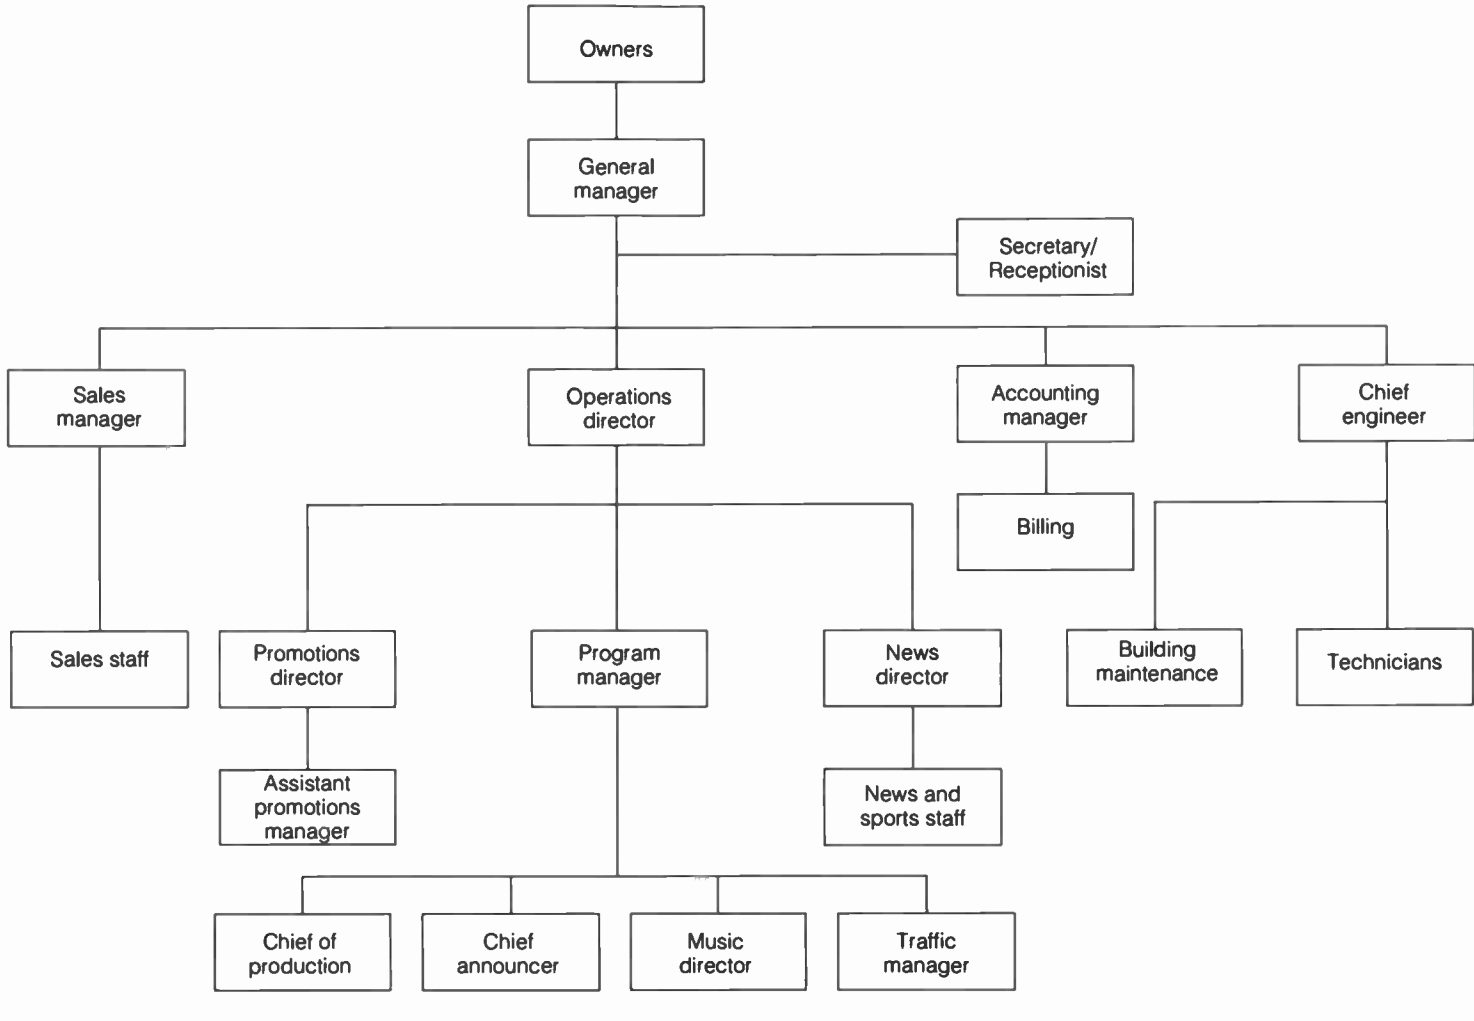 Owners
General
manager
Secretary/
Receptionist
Sales
manager
Operations
director
Accounting
manager
Chief
engineer
Billing
Sales staff
Promotions
director
Program
manager
News
director
Building
maintenance
Technicians
Assistant
promotions
manager
News and
sports staff
Chief of
production
Chief
announcer
Music
director
Traffic
manager